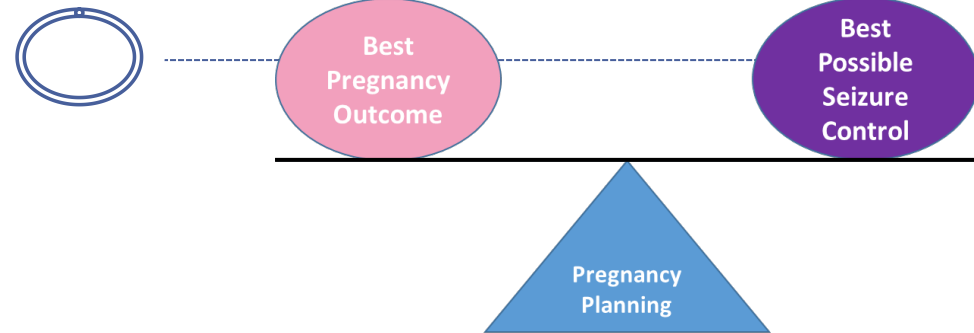 Best
Pregnancy
Outcome
Best
Possible
Seizure
Control
Pregnancy
Planning